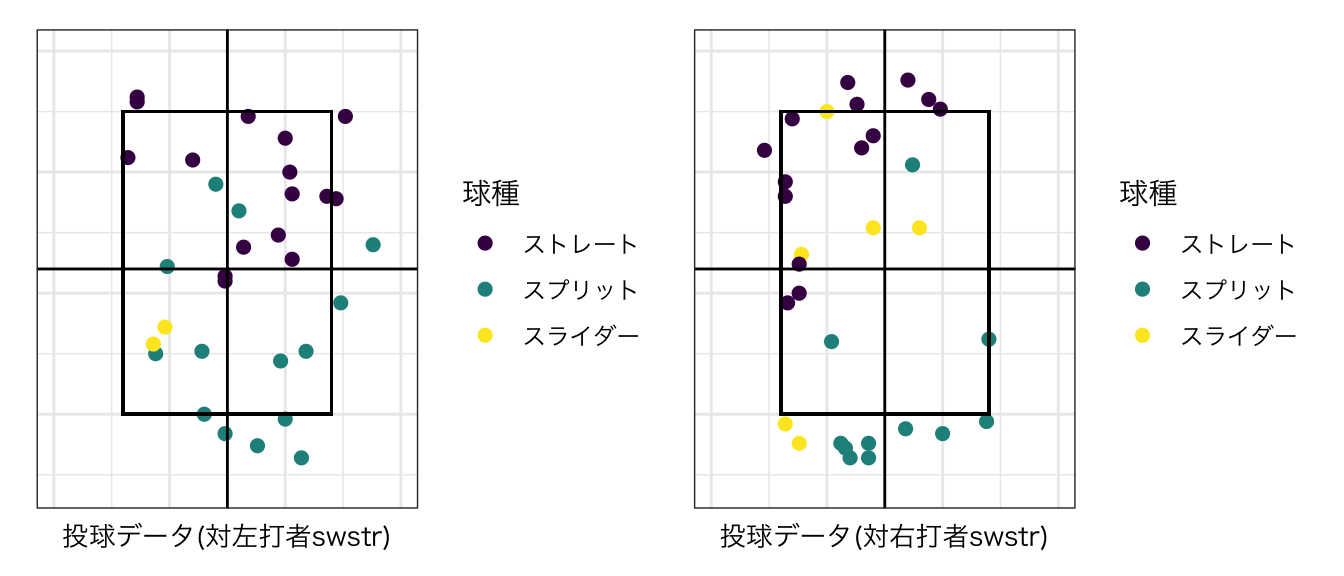 球種
ストレート
スプリット
スライダー
投球データ(対左打者swstr)
球種
ストレート
スプリット
スライダー
投球データ(対右打者swstr)